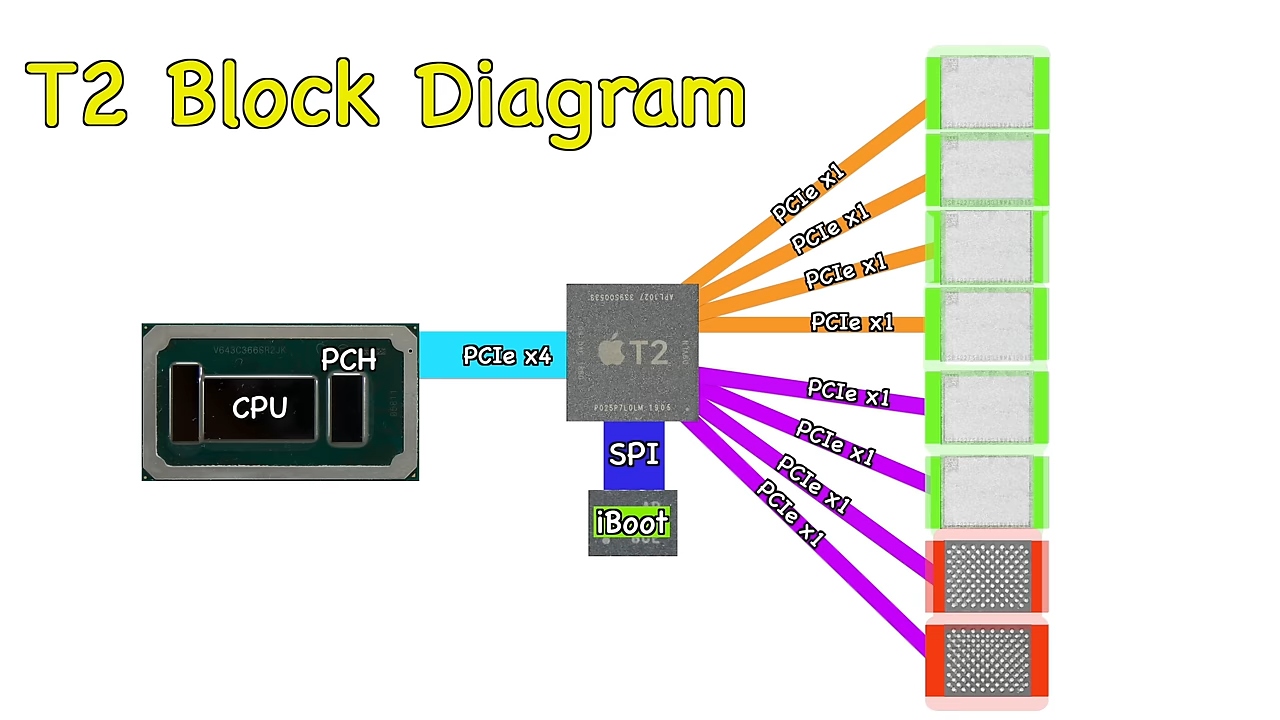 T2 Block Diagram
PCIe x1
PCIe x1
PCIe x1
PCIe x1
PCH
CPU
PCIe x4
T2
PCIe x1
PCIe x1
PCIe x1
PCIe x1
SPI
iBoot